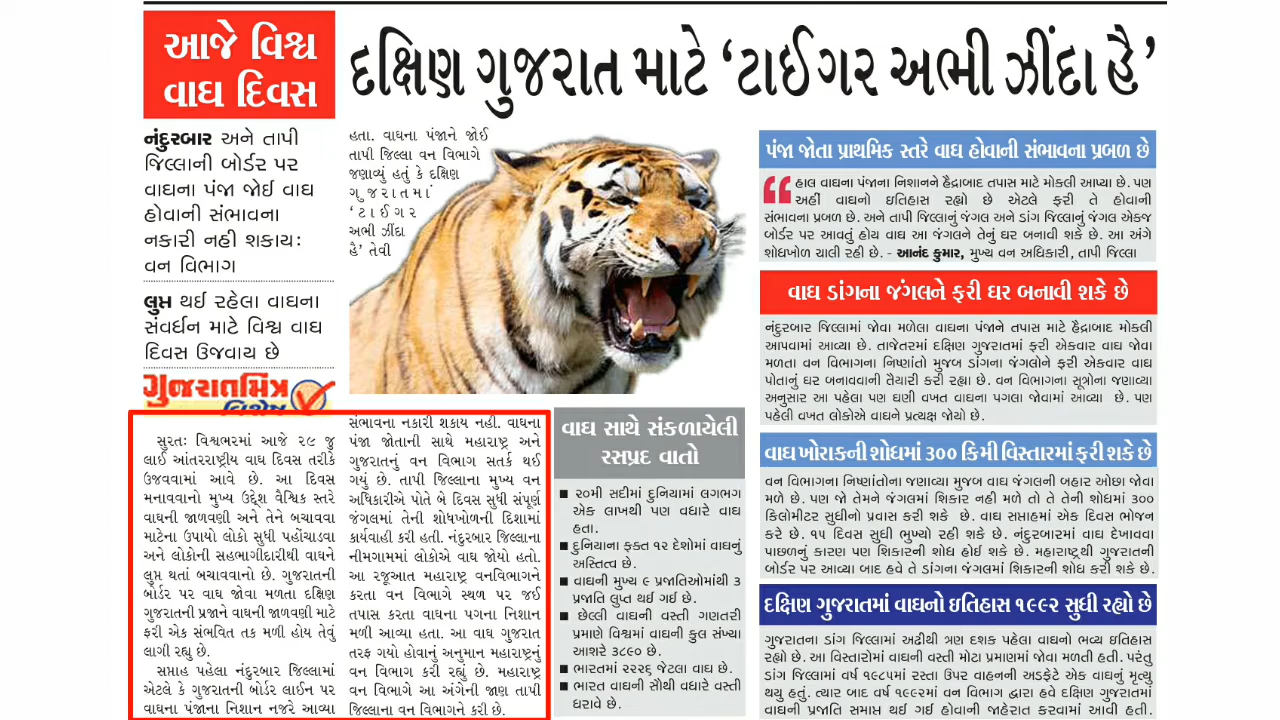 આજે વિશ્વ
વાઘ દિવસ
દક્ષિણ ગુજરાત માટે ‘ટાઈગર અભી ઝીંદા હૈ’
નંદુરબાર અને તાપી
જિલ્લાની બોર્ડર પર
વાઘના પંજા જોઈ વાઘ
હોવાની સંભાવના
નકારી નહી શકાયઃ
વન વિભાગ
લુપ્ત થઈ રહેલા વાઘના
સંવર્ધન માટે વિશ્વ વાઘ
દિવસ ઉજવાય છે
ગુજરાતમિત્ર
વિશેષ
સુરતઃ વિશ્વભરમાં આજે ૨૯ જુ
લાઈ આંતરરાષ્ટ્રીય વાઘ દિવસ તરીકે
ઉજવવામાં આવે છે. આ દિવસ
મનાવવાનો મુખ્ય ઉદ્દેશ વૈશ્વિક સ્તરે
વાઘની જાળવણી અને તેને બચાવવા
માટેના ઉપાયો લોકો સુધી પહોંચાડવા
અને લોકોની સહભાગીદારીથી વાઘને
લુપ્ત થતાં બચાવવાનો છે. ગુજરાતની
બોર્ડર પર વાઘ જોવા મળતા દક્ષિણ
ગુજરાતની પ્રજાને વાઘની જાળવણી માટે
ફરી એક સંભવિત તક મળી હોય તેવું
લાગી રહ્યુ છે.
સપ્તાહ પહેલા નંદુરબાર જિલ્લામાં
એટલે કે ગુજરાતની બોર્ડર લાઈન પર
વાઘના પંજાના નિશાન નજરે આવ્યા
હતા. વાઘના પંજાને જોઈ
તાપી જિલ્લા વન વિભાગે
જણાવ્યું હતું કે દક્ષિણ
ગુજરાતમાં
‘ટાઈગર
અભી ઝીંદા
હૈ’ તેવી
સંભાવના નકારી શકાય નહી. વાઘના
પંજા જોતાની સાથે મહારાષ્ટ્ર અને
ગુજરાતનું વન વિભાગ સતર્ક થઈ
ગયું છે. તાપી જિલ્લાના મુખ્ય વન
અધિકારીએ પોતે બે દિવસ સુધી સંપૂર્ણ
જંગલમાં તેની શોધખોળની દિશામાં
કાર્યવાહી કરી હતી. નંદુરબાર જિલ્લાના
નીમગામમાં લોકોએ વાઘ જોયો હતો.
આ રજૂઆત મહારાષ્ટ્ર વનવિભાગને
કરતા વન વિભાગે સ્થળ પર જઈ
તપાસ કરતા વાઘના પગના નિશાન
મળી આવ્યા હતા. આ વાઘ ગુજરાત
તરફ ગયો હોવાનું અનુમાન મહારાષ્ટ્રનું
વન વિભાગ કરી રહ્યું છે. મહારાષ્ટ્ર
વન વિભાગે આ અંગેની જાણ તાપી
જિલ્લાના વન વિભાગને કરી છે.
વાઘ સાથે સંકળાયેલી
રસપ્રદ વાતો
■ ૨૦મી સદીમાં દુનિયામાં લગભગ
એક લાખથી પણ વધારે વાઘ
હતા.
■ દુનિયાના ફક્ત ૧૨ દેશોમાં વાઘનું
અસ્તિત્વ છે.
■ વાઘની મુખ્ય ૯ પ્રજાતિઓમાંથી ૩
પ્રજાતિ લુપ્ત થઈ ગઈ છે.
■ છેલ્લી વાઘની વસ્તી ગણતરી
પ્રમાણે વિશ્વમાં વાઘની કુલ સંખ્યા
આશરે ૩૮૯૦ છે.
■ ભારતમાં ૨૨૨૬ જેટલા વાઘ છે.
■ ભારત વાઘની સૌથી વધારે વસ્તી
ધરાવે છે.
પંજા જોતા પ્રાથમિક સ્તરે વાઘ હોવાની સંભાવના પ્રબળ છે
“હાલ વાઘના પંજાના નિશાનને હૈદ્રાબાદ તપાસ માટે મોકલી આપ્યા છે. પણ
અહીં વાઘનો ઇતિહાસ રહ્યો છે એટલે ફરી તે હોવાની
સંભાવના પ્રબળ છે. અને તાપી જિલ્લાનું જંગલ અને ડાંગ જિલ્લાનું જંગલ એકજ
બોર્ડર પર આવતું હોય વાઘ આ જંગલને તેનું ઘર બનાવી શકે છે. આ અંગે
શોધખોળ ચાલી રહી છે. - આનંદ કુમાર, મુખ્ય વન અધિકારી, તાપી જિલ્લા
વાઘ ડાંગના જંગલને ફરી ઘર બનાવી શકે છે
નંદુરબાર જિલ્લામાં જોવા મળેલા વાઘના પંજાને તપાસ માટે હૈદ્રાબાદ મોકલી
આપવામાં આવ્યા છે. તાજેતરમાં દક્ષિણ ગુજરાતમાં ફરી એકવાર વાઘ જોવા
મળતા વન વિભાગના નિષ્ણાંતો મુજબ ડાંગના જંગલોને ફરી એકવાર વાઘ
પોતાનું ઘર બનાવવાની તૈયારી કરી રહ્યા છે. વન વિભાગના સૂત્રોના જણાવ્યા
અનુસાર આ પહેલા પણ ઘણી વખત વાઘના પગલા જોવામાં આવ્યા છે. પણ
પહેલી વખત લોકોએ વાઘને પ્રત્યક્ષ જોયો છે.
વાઘ ખોરાકની શોધમાં ૩૦૦ કિમી વિસ્તારમાં ફરી શકે છે
વન વિભાગના નિષ્ણાંતોના જણાવ્યા મુજબ વાઘ જંગલની બહાર ઓછા જોવા
મળે છે. પણ જો તેમને જંગલમાં શિકાર નહી મળે તો તે તેની શોધમાં ૩૦૦
કિલોમીટર સુધીનો પ્રવાસ કરી શકે છે. વાઘ સપ્તાહમાં એક દિવસ ભોજન
કરે છે. ૧૫ દિવસ સુધી ભુખ્યો રહી શકે છે. નંદુરબારમાં વાઘ દેખાવા
પાછળનું કારણ પણ શિકારની શોધ હોઈ શકે છે. મહારાષ્ટ્રથી ગુજરાતની
બોર્ડર પર આવ્યા બાદ હવે તે ડાંગના જંગલમાં શિકારની શોધ કરી શકે છે.
દક્ષિણ ગુજરાતમાં વાઘનો ઇતિહાસ ૧૯૯૨ સુધી રહ્યો છે
ગુજરાતના ડાંગ જિલ્લામાં અઢીથી ત્રણ દશક પહેલા વાઘનો ભવ્ય ઇતિહાસ
રહ્યો છે. આ વિસ્તારોમાં વાઘની વસ્તી મોટા પ્રમાણમાં જોવા મળતી હતી. પરંતુ
ડાંગ જિલ્લામાં વર્ષ ૧૯૮૫માં રસ્તા ઉપર વાહનની અડફેટે એક વાઘનું મૃત્યુ
થયુ હતું. ત્યાર બાદ વર્ષ ૧૯૯૨માં વન વિભાગ દ્વારા હવે દક્ષિણ ગુજરાતમાં
વાઘની પ્રજાતિ સમાપ્ત થઈ ગઈ હોવાની જાહેરાત કરવામાં આવી હતી.